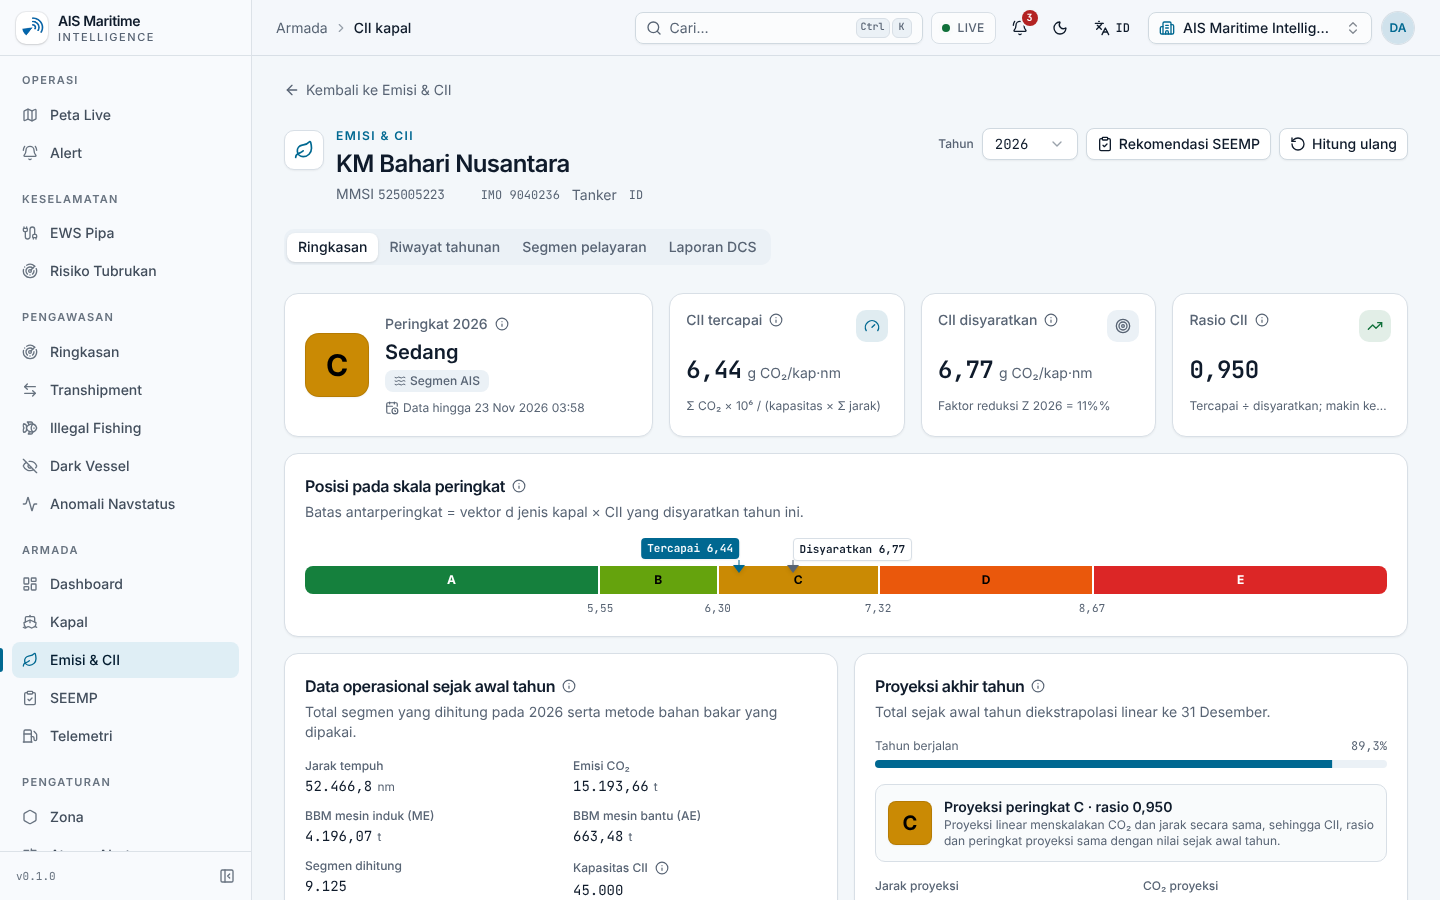 AIS Maritime
INTELLIGENCE
Armada > CII kapal
Cari...
Ctrl K
LIVE
3
ID
AIS Maritime Intellig...
DA
OPERASI
Peta Live
Alert
KESELAMATAN
EWS Pipa
Risiko Tubrukan
PENGAWASAN
Ringkasan
Transhipment
Illegal Fishing
Dark Vessel
Anomali Navstatus
ARMADA
Dashboard
Kapal
Emisi & CII
SEEMP
Telemetri
PENGATURAN
Zona
v0.1.0
Kembali ke Emisi & CII
EMISI & CII
KM Bahari Nusantara
MMSI 525005223 IMO 9040236 Tanker ID
Tahun
2026
Rekomendasi SEEMP
Hitung ulang
Ringkasan
Riwayat tahunan
Segmen pelayaran
Laporan DCS
C
Peringkat 2026
Sedang
Segmen AIS
Data hingga 23 Nov 2026 03:58
CII tercapai
6,44 g CO₂/kap·nm
Σ CO₂ × 10⁶ / (kapasitas × Σ jarak)
CII disyaratkan
6,77 g CO₂/kap·nm
Faktor reduksi Z 2026 = 11%%
Rasio CII
0,950
Tercapai ÷ disyaratkan; makin ke...
Posisi pada skala peringkat
Batas antarperingkat = vektor d jenis kapal × CII yang disyaratkan tahun ini.
Tercapai 6,44
Disyaratkan 6,77
A B C D E
5,55 6,30 7,32 8,67
Data operasional sejak awal tahun
Total segmen yang dihitung pada 2026 serta metode bahan bakar yang
dipakai.
Jarak tempuh
52.466,8 nm
Emisi CO₂
15.193,66 t
BBM mesin induk (ME)
4.196,07 t
BBM mesin bantu (AE)
663,48 t
Segmen dihitung
9.125
Kapasitas CII
45.000
Proyeksi akhir tahun
Total sejak awal tahun diekstrapolasi linear ke 31 Desember.
Tahun berjalan
89,3%
C
Proyeksi peringkat C · rasio 0,950
Proyeksi linear menskalakan CO₂ dan jarak secara sama, sehingga CII, rasio
dan peringkat proyeksi sama dengan nilai sejak awal tahun.
Jarak proyeksi
CO₂ proyeksi